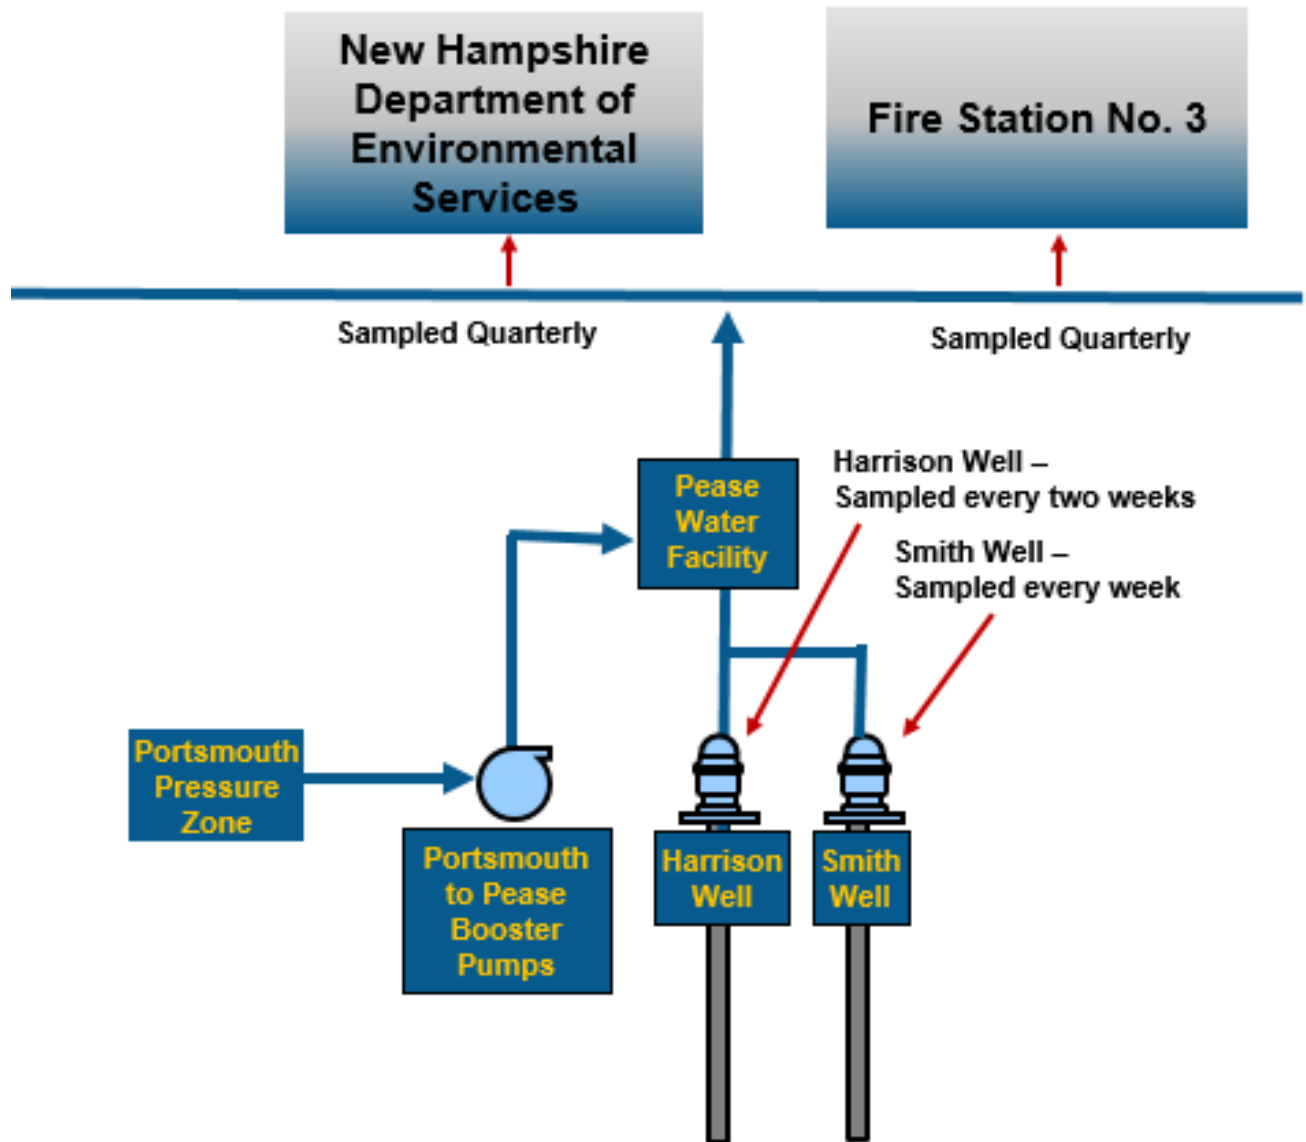 New Hampshire
Department of
Environmental
Services
Fire Station No. 3
Sampled Quarterly
Sampled Quarterly
Harrison Well –
Sampled every two weeks
Smith Well –
Sampled every week
Pease
Water
Facility
Portsmouth
Pressure
Zone
Portsmouth
to Pease
Booster
Pumps
Harrison
Well
Smith
Well